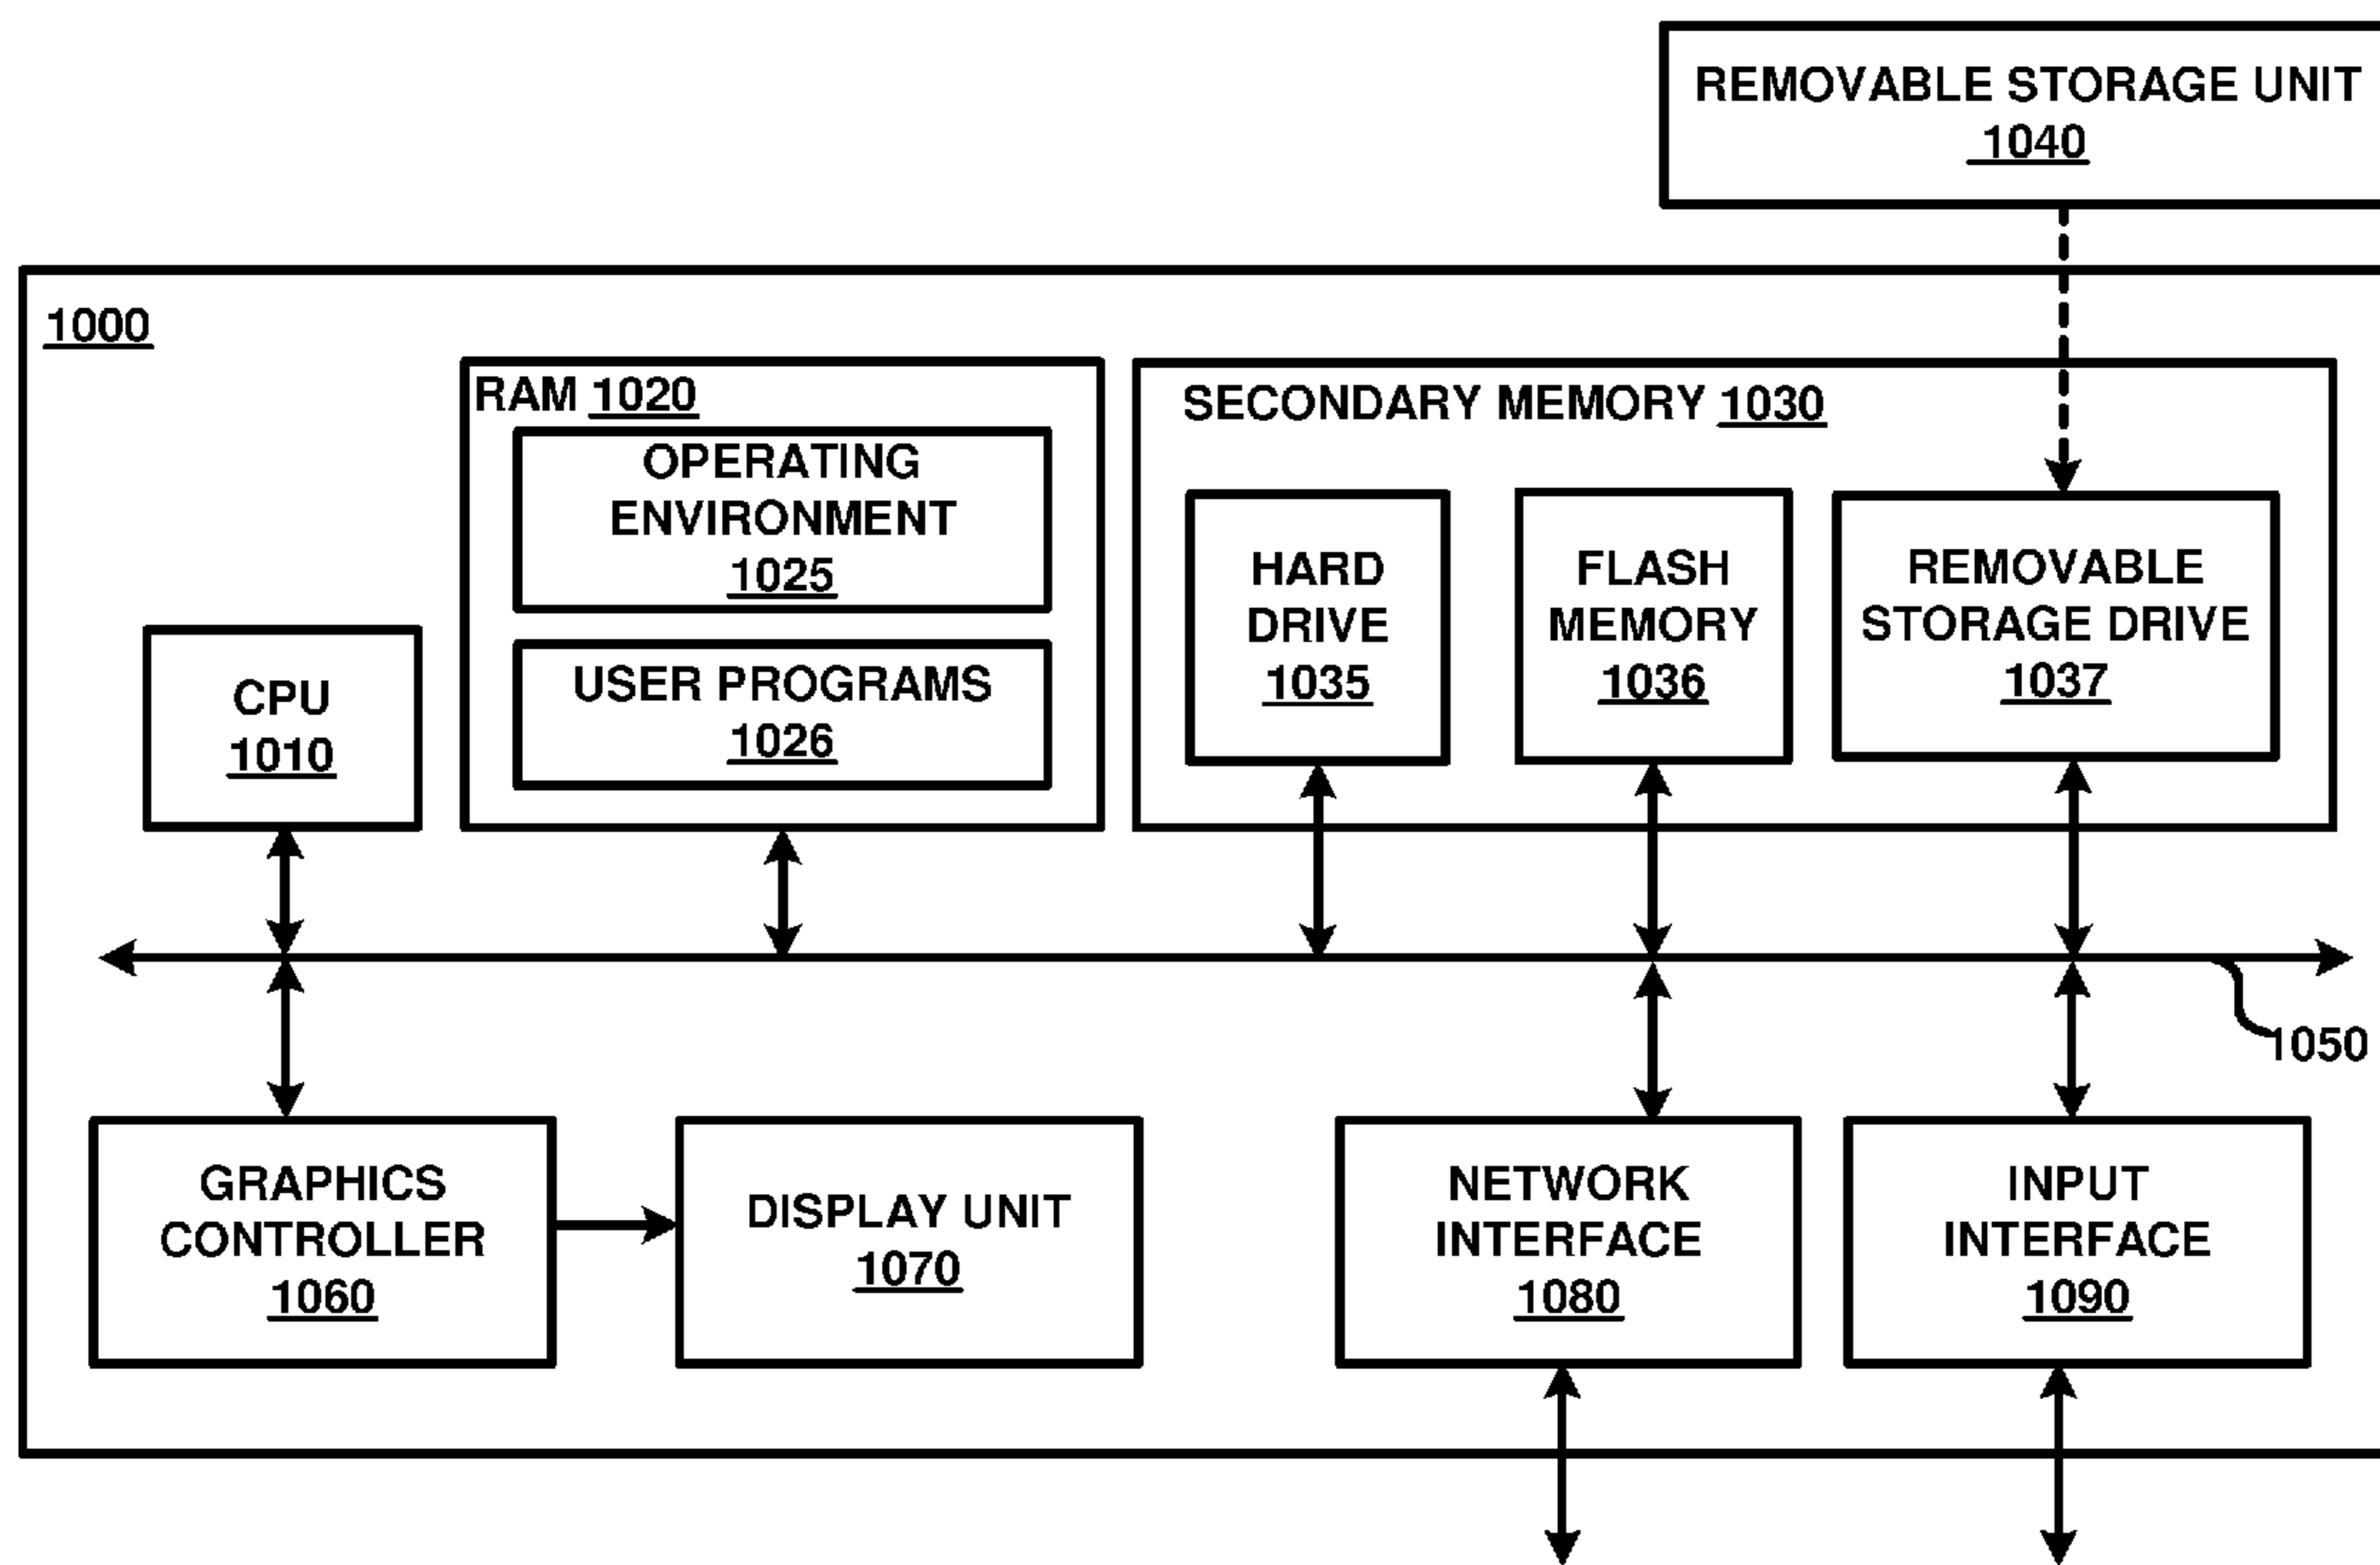 REMOVABLE STORAGE UNIT
1040
1000
RAM 1020
OPERATING
ENVIRONMENT
1025
USER PROGRAMS
1026
SECONDARY MEMORY 1030
HARD
DRIVE
1035
FLASH
MEMORY
1036
REMOVABLE
STORAGE DRIVE
1037
CPU
1010
1050
GRAPHICS
CONTROLLER
1060
DISPLAY UNIT
1070
NETWORK
INTERFACE
1080
INPUT
INTERFACE
1090